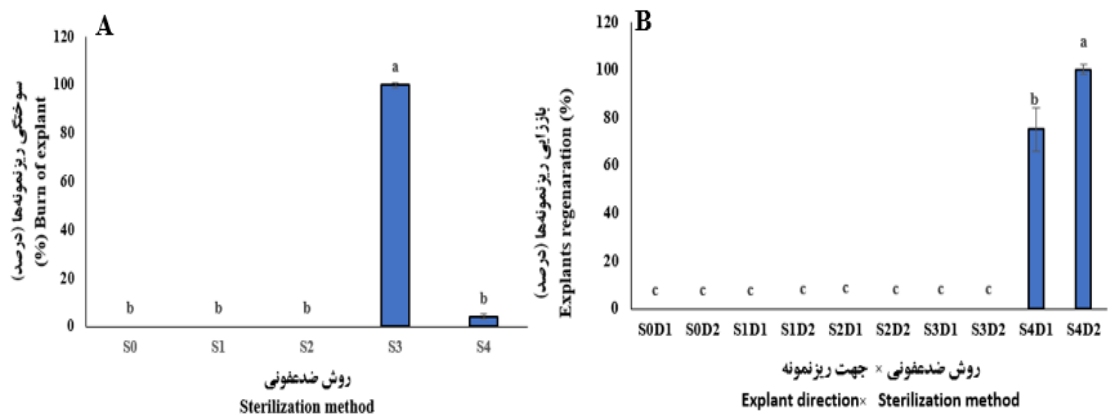 A
سوختگی ریزنمونه‌ها (درصد)
(%) Burn of explant
120
100
80
60
40
20
0
b
b
b
a
b
S0
S1
S2
S3
S4
روش ضدعفونی
Sterilization method
B
بازرایی ریزنمونه‌ها (درصد)
Explants regenaration (%)
120
100
80
60
40
20
0
c
c
c
c
c
c
c
c
b
a
S0D1
S0D2
S1D1
S1D2
S2D1
S2D2
S3D1
S3D2
S4D1
S4D2
روش ضدعفونی × جهت ریزنمونه
Explant direction× Sterilization method